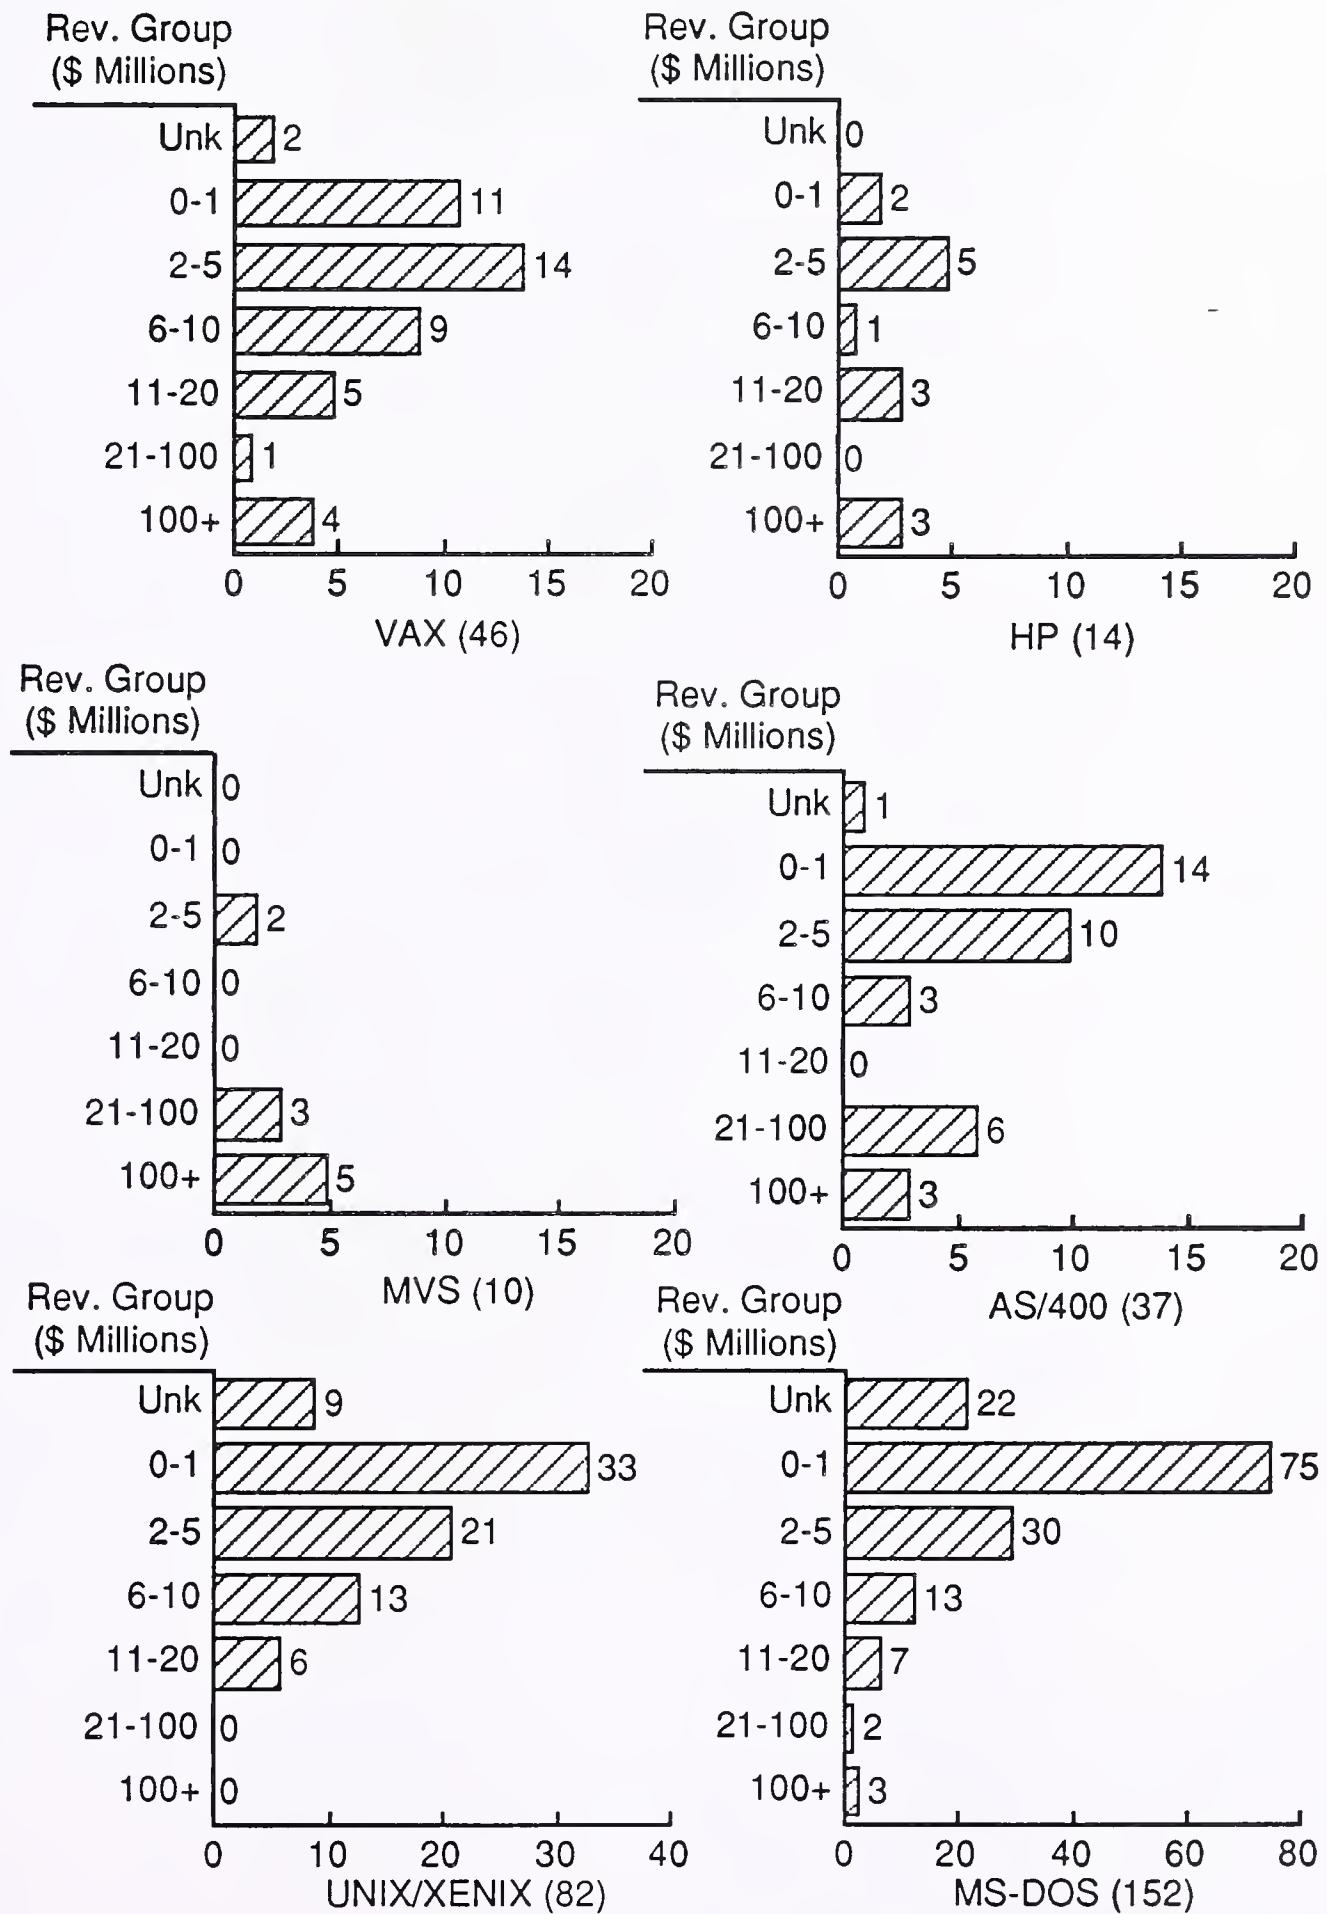 Rev. Group
($ Millions)
Unk 2
0-1 11
2-5 14
6-10 9
11-20 5
21-100 1
100+ 4
0 5 10 15 20
VAX (46)
Rev. Group
($ Millions)
Unk 0
0-1 2
2-5 5
6-10 1
11-20 3
21-100 0
100+ 3
0 5 10 15 20
HP (14)
Rev. Group
($ Millions)
Unk 0
0-1 0
2-5 2
6-10 0
11-20 0
21-100 3
100+ 5
0 5 10 15 20
MVS (10)
Rev. Group
($ Millions)
Unk 1
0-1 14
2-5 10
6-10 3
11-20 0
21-100 6
100+ 3
0 5 10 15 20
AS/400 (37)
Rev. Group
($ Millions)
Unk 9
0-1 33
2-5 21
6-10 13
11-20 6
21-100 0
100+ 0
0 10 20 30 40
UNIX/XENIX (82)
Rev. Group
($ Millions)
Unk 22
0-1 75
2-5 30
6-10 13
11-20 7
21-100 2
100+ 3
0 20 40 60 80
MS-DOS (152)